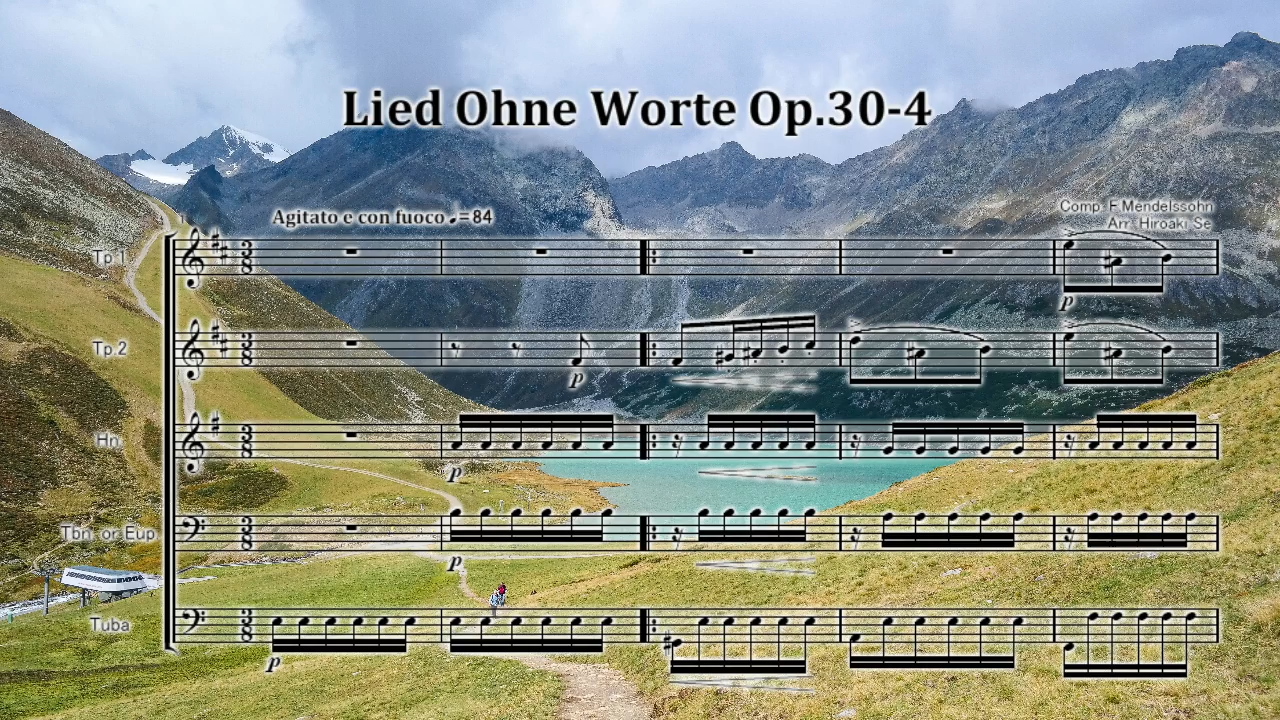 Lied Ohne Worte Op.30-4
Agitato e con fuoco ♩.=84
Comp F.Mendelssohn
Arr Hiroaki Se
Tp.1
p
Tp.2
p
Hn
p
Tbn or Eup.
p
Tuba
p